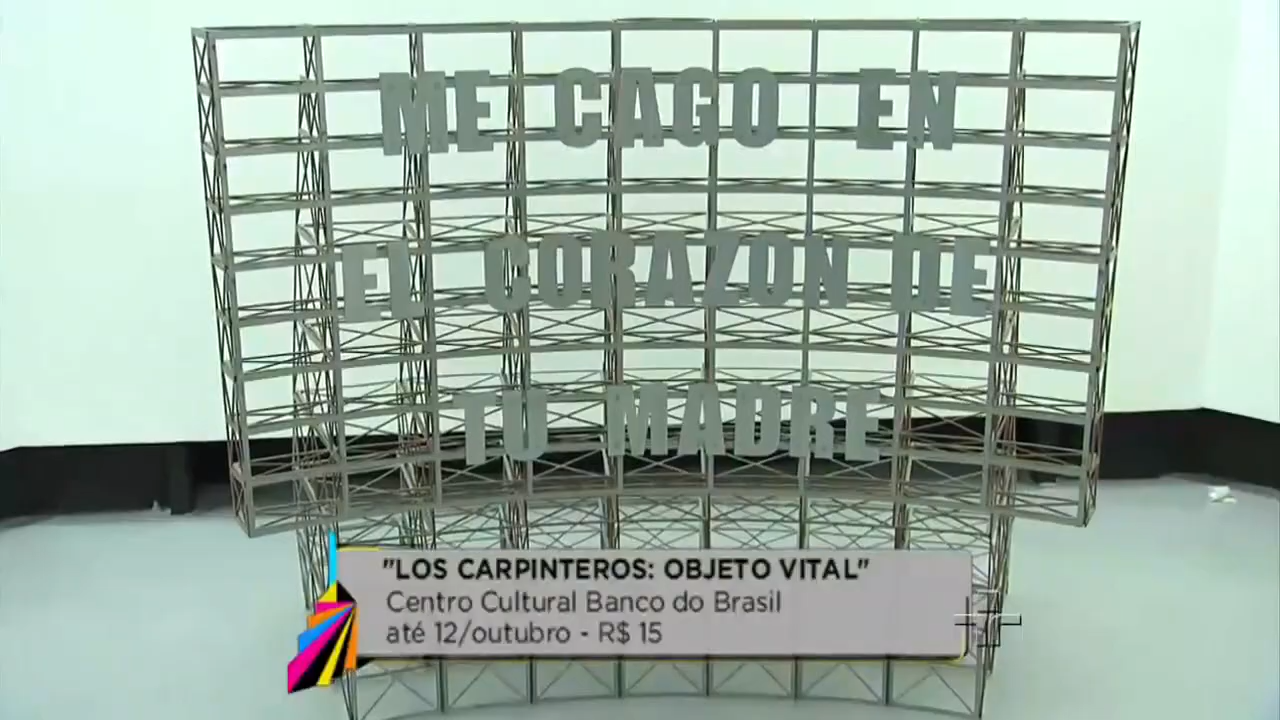 ME CAGO EN
EL CORAZON DE
TU MADRE
"LOS CARPINTEROS: OBJETO VITAL"
Centro Cultural Banco do Brasil
até 12/outubro - R$ 15